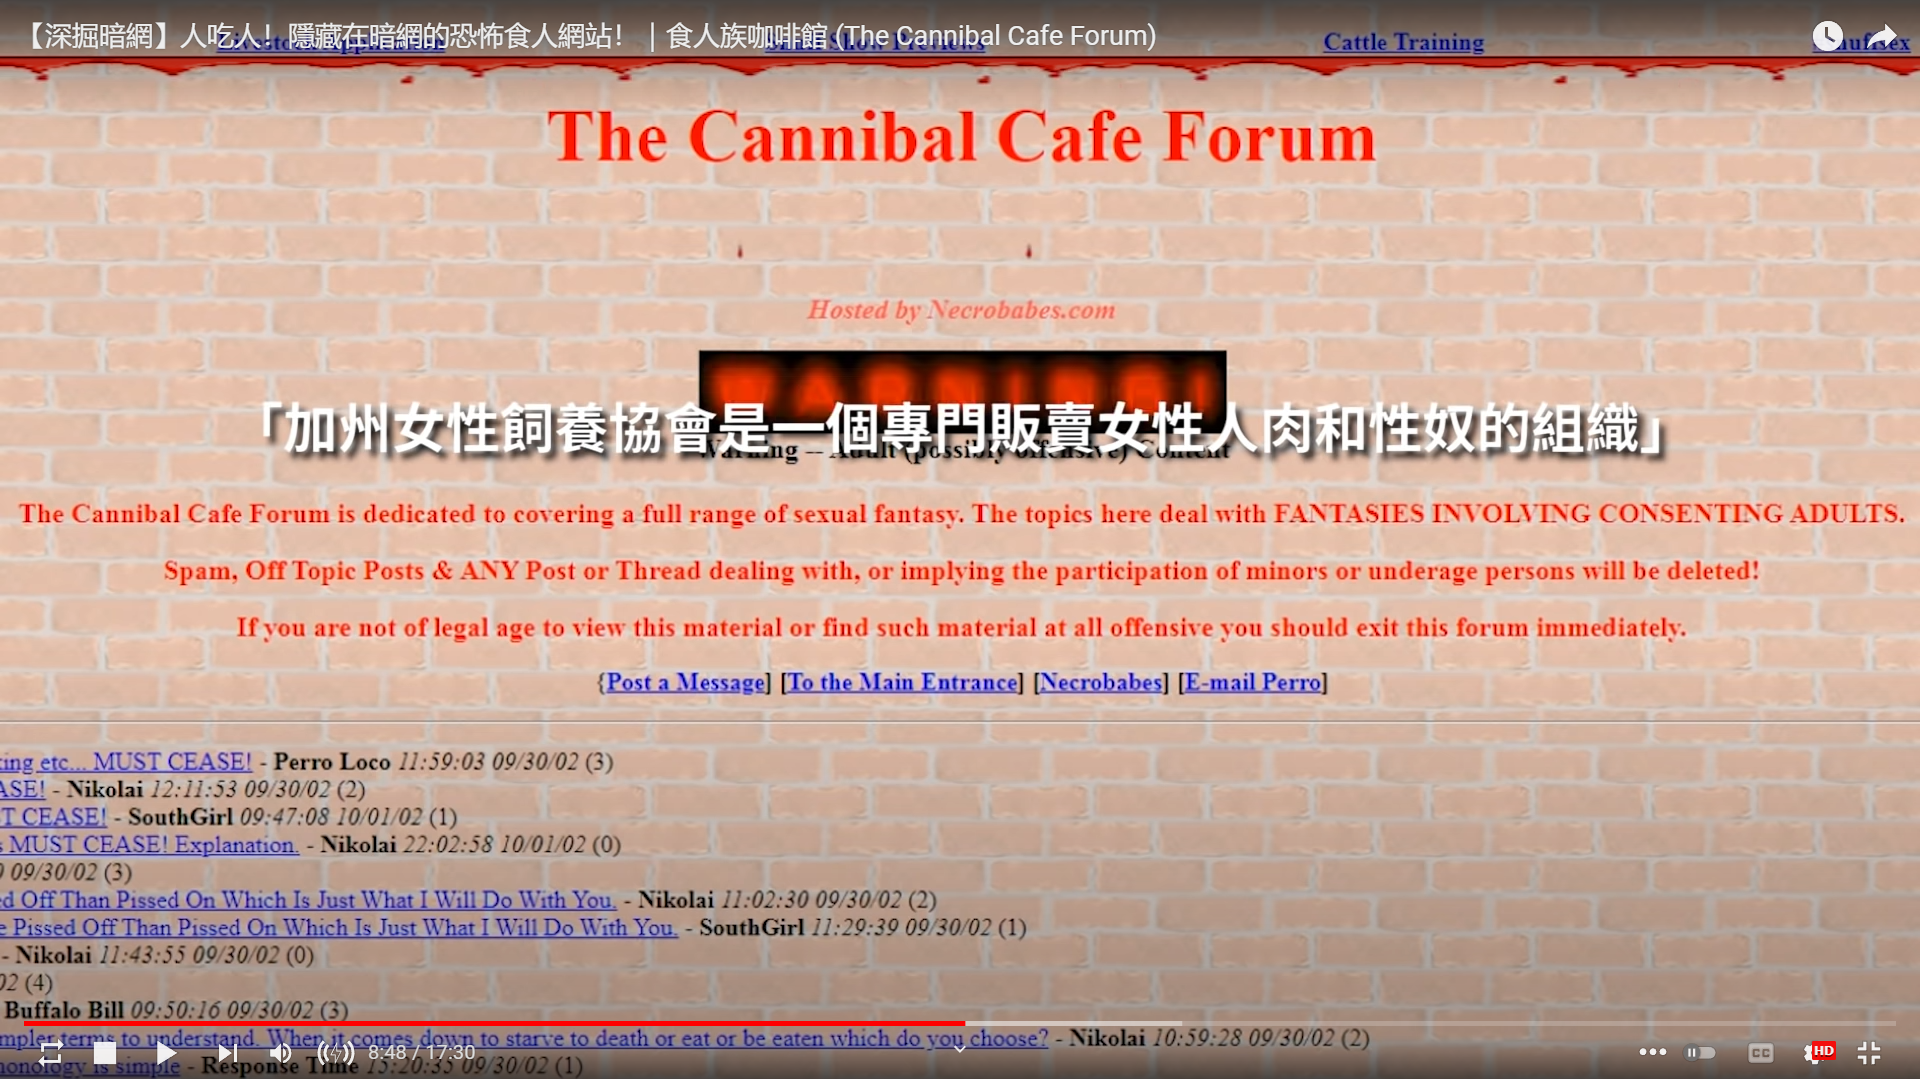 【深掘暗網】人吃人！隱藏在暗網的恐怖食人網站！｜食人族咖啡館 (The Cannibal Cafe Forum)
Cattle Training
The Cannibal Cafe Forum
Hosted by Necrobabes.com
WARNING!
「加州女性飼養協會是一個專門販賣女性人肉和性奴的組織」
Warning -- Adult (possibly offensive) Content
The Cannibal Cafe Forum is dedicated to covering a full range of sexual fantasy. The topics here deal with FANTASIES INVOLVING CONSENTING ADULTS.
Spam, Off Topic Posts & ANY Post or Thread dealing with, or implying the participation of minors or underage persons will be deleted!
If you are not of legal age to view this material or find such material at all offensive you should exit this forum immediately.
{Post a Message] [To the Main Entrance] [Necrobabes] [E-mail Perro]
etc... MUST CEASE! - Perro Loco 11:59:03 09/30/02 (3)
- Nikolai 12:11:53 09/30/02 (2)
CEASE! - SouthGirl 09:47:08 10/01/02 (1)
MUST CEASE! Explanation. - Nikolai 22:02:58 10/01/02 (0)
09/30/02 (3)
Off Than Pissed On Which Is Just What I Will Do With You. - Nikolai 11:02:30 09/30/02 (2)
Pissed Off Than Pissed On Which Is Just What I Will Do With You. - SouthGirl 11:29:39 09/30/02 (1)
- Nikolai 11:43:55 09/30/02 (0)
02 (4)
Buffalo Bill 09:50:16 09/30/02 (3)
terms to understand. When it comes down to starve to death or eat or be eaten which do you choose? - Nikolai 10:59:28 09/30/02 (2)
is simple - Response Time 15:20:35 09/30/02 (1)
8:48 / 17:30
CC
HD